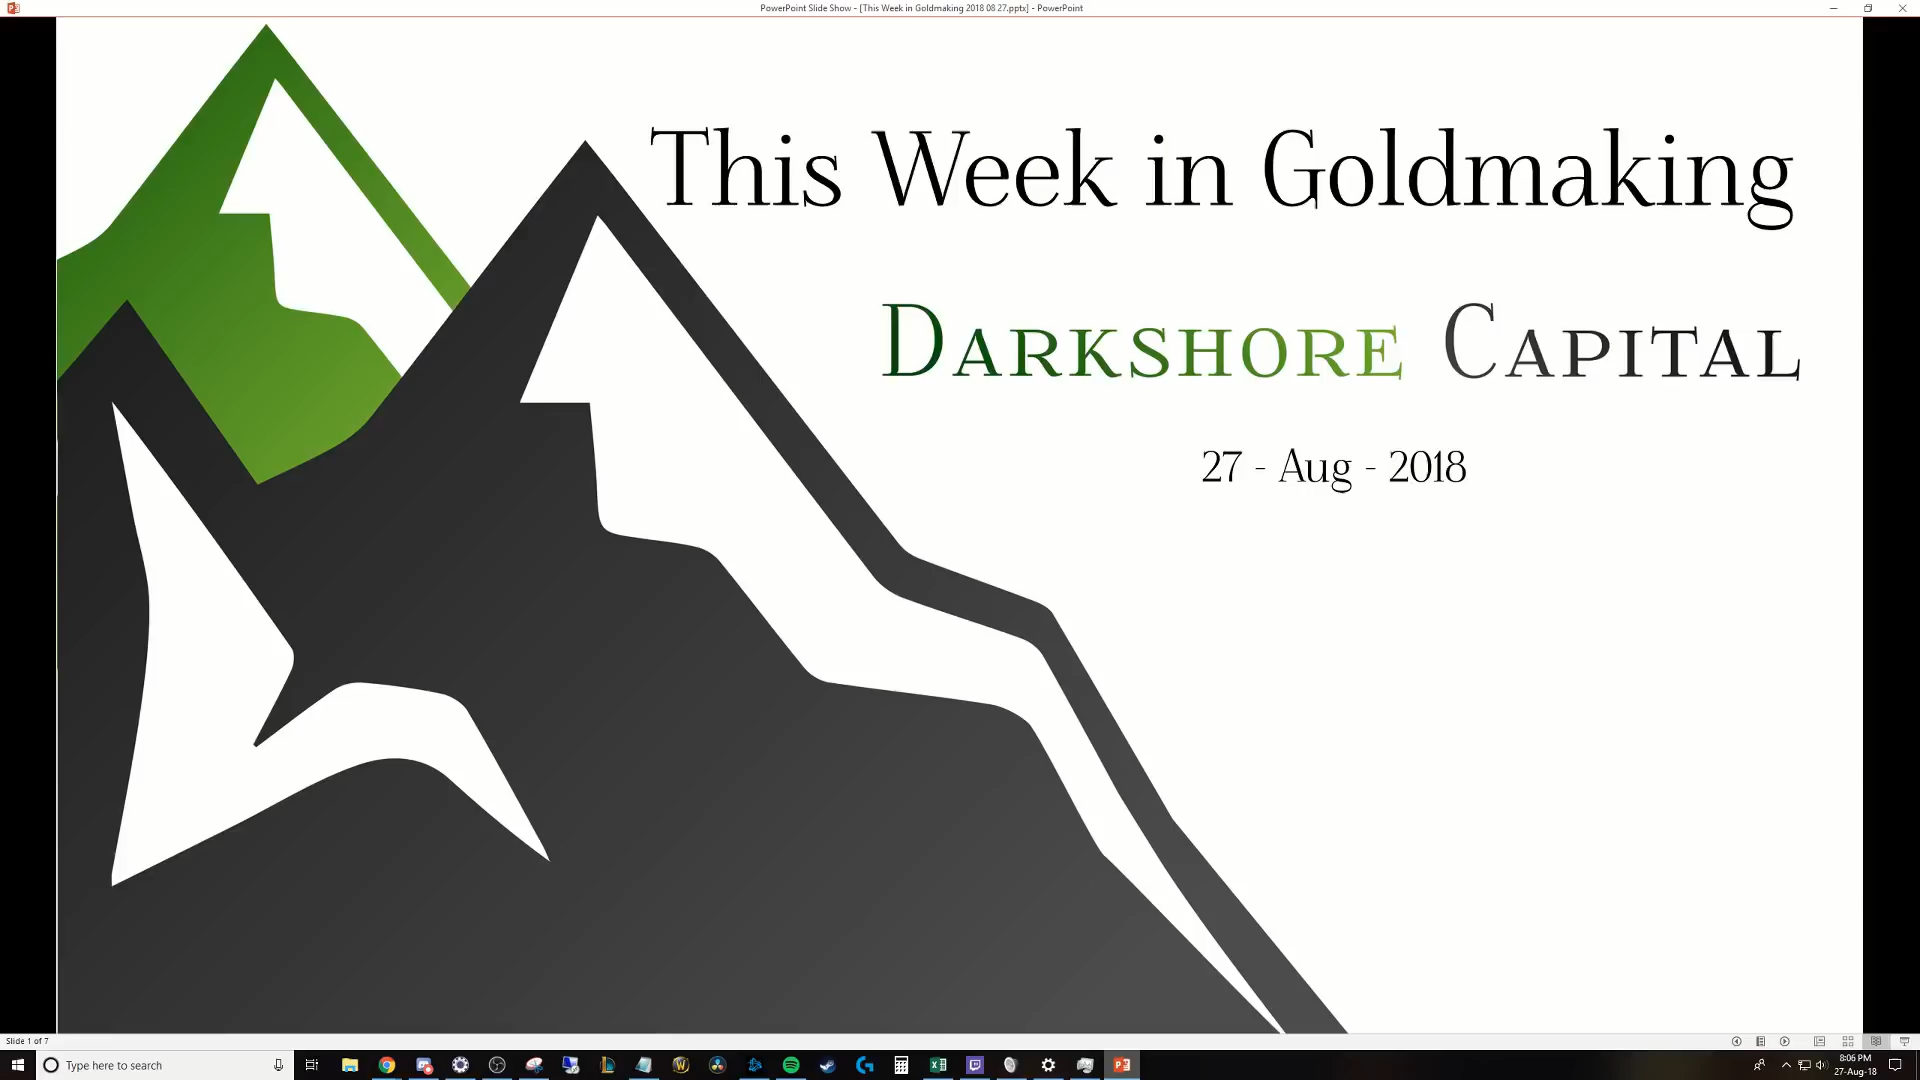 PowerPoint Slide Show - [This Week in Goldmaking 2018 08 27.pptx] - PowerPoint
This Week in Goldmaking
Darkshore Capital
27 - Aug - 2018
Slide 1 of 7
Type here to search
8:06 PM
27-Aug-18